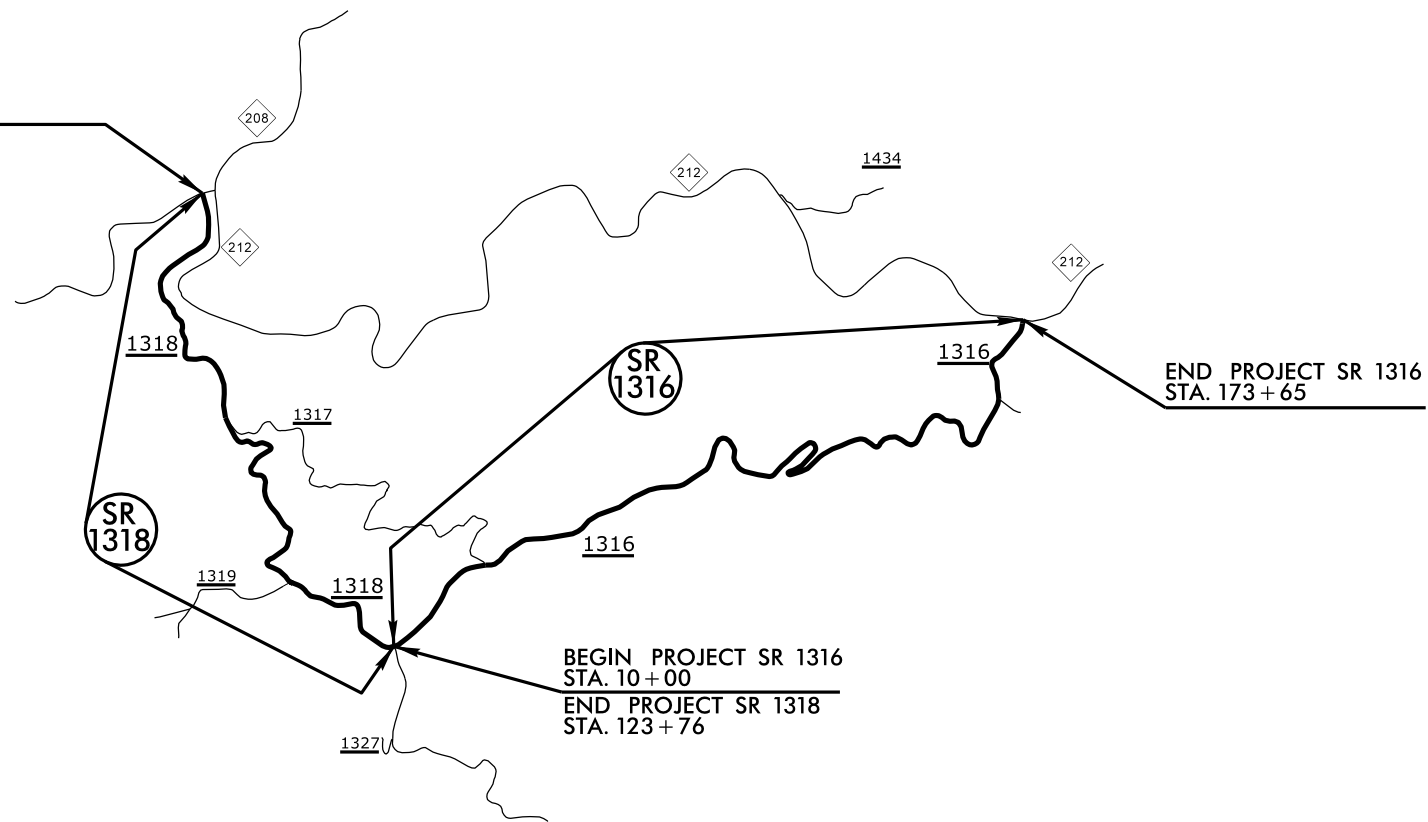 208
1434
212
212
212
1318
SR
1316
1316
END PROJECT SR 1316
STA. 173+65
1317
SR
1318
1316
1319
1318
BEGIN PROJECT SR 1316
STA. 10+00
END PROJECT SR 1318
STA. 123+76
1327